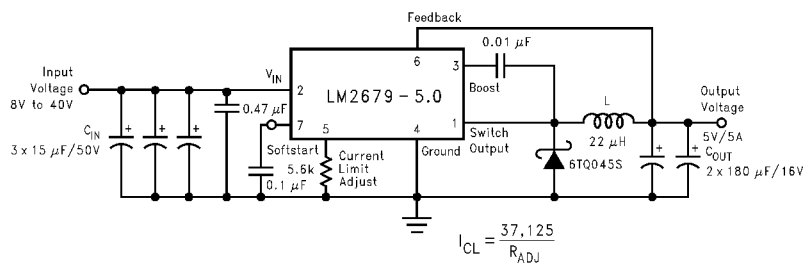 Feedback
Input
Voltage
8V to 40V
V_IN
6
2
LM2679 – 5.0
3
0.01 μF
Boost
L
Output
Voltage
5V/5A
C_IN
3 x 15 μF/50V
+
+
+
0.47 μF
7
5
4
1
Softstart
5.6k
0.1 μF
Current
Limit
Adjust
Ground
Switch
Output
22 μH
6TQ045S
+
+
C_OUT
2 x 180 μF/16V
I_CL = 37,125 / R_ADJ